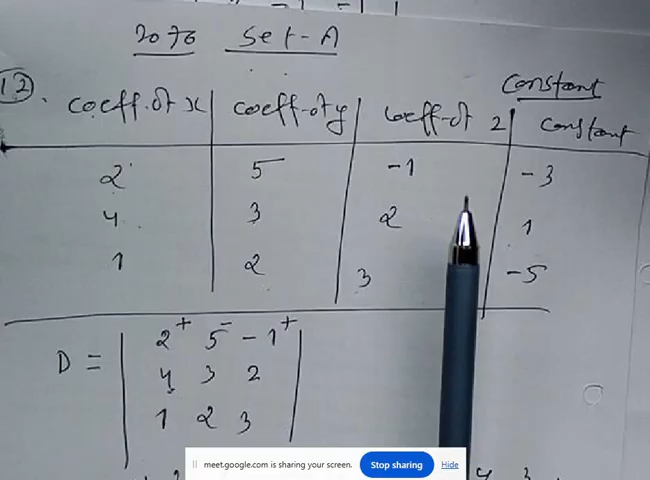 2076 Set-A
12.
Constant
coeff. of x coeff. of y coeff. of z constant
2 5 -1 -3
4 3 2 1
1 2 3 -5
D = | 2+ 5- -1+ |
| 4 3 2 |
| 1 2 3 |
meet.google.com is sharing your screen. Stop sharing Hide